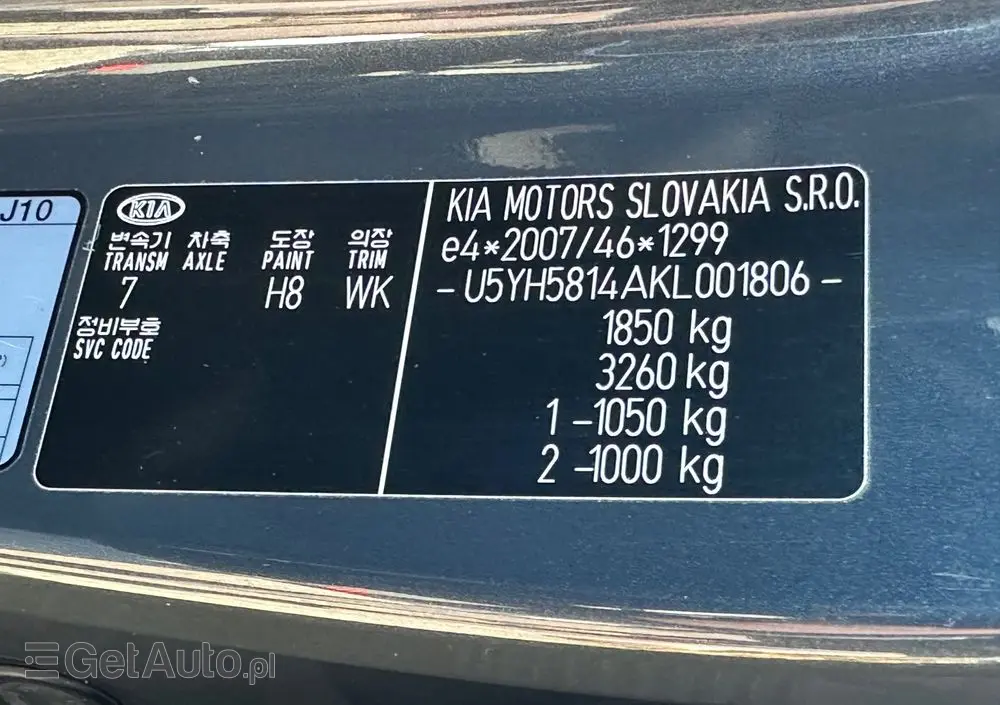 J10
KIA
변속기 차축 도장 의장
TRANSM AXLE PAINT TRIM
7 H8 WK
정비부호
SVC CODE
KIA MOTORS SLOVAKIA S.R.O.
e4*2007/46*1299
- U5YH5814AKL001806 -
1850 kg
3260 kg
1 -1050 kg
2 -1000 kg
GetAuto.pl